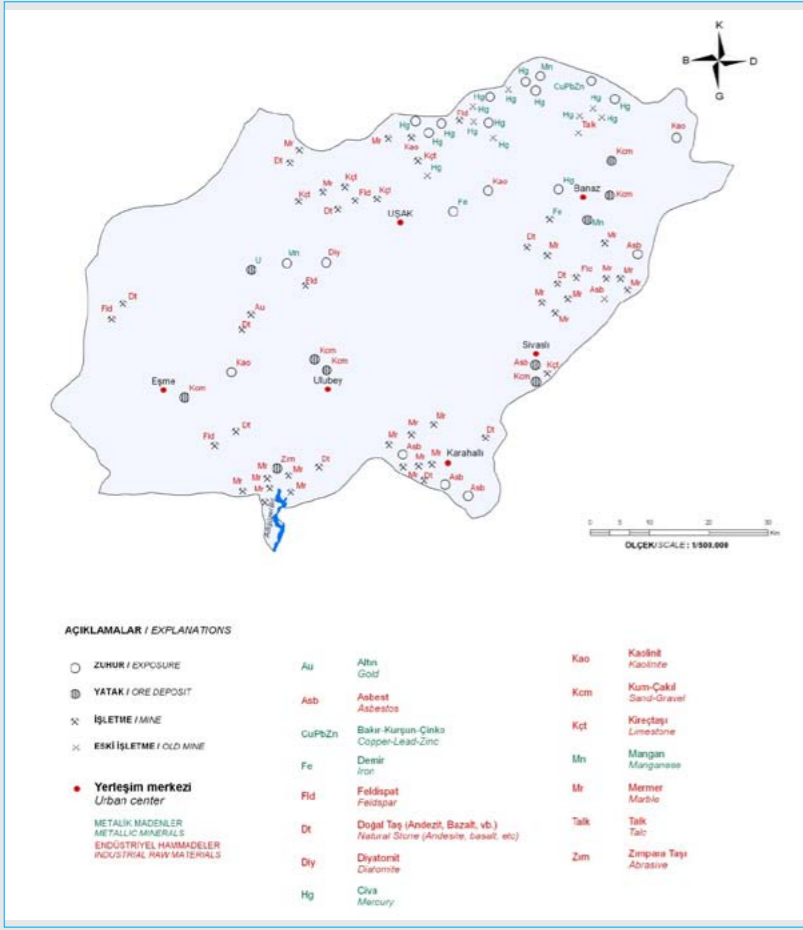 K
B D
G
Hg
Mn
CuPbZn
Hg
Hg
Hg
Hg
Hg
Hg
Hg
Hg
Talk
Kao
Fld
Hg
Hg
Hg
Hg
Hg
Mr
Kao
Kçt
Hg
Mr
Dt
Kçt
Mr
Kçt
Fld
Kçt
Dt
Kao
Fe
UŞAK
Kcm
Hg
Banaz
Kcm
Fe
Mn
Dt
Mr
Mr
Asb
U
Mn
Diy
Fld
Dt
Mr
Mr
Mr
Mr
Mr
Asb
Mr
Fld
Dt
Au
Dt
Sivaslı
Asb
Kçt
Kcm
Kcm
Kcm
Ulubey
Kao
Eşme
Kcm
Fld
Dt
Mr
Mr
Mr
Dt
Asb
Mr
Mr
Karahallı
Mr
Dt
Asb
Asb
Zım
Dt
Mr
Mr
Mr
Mr
Mr
Mr
0 5 10 20 30
Km
ÖLÇEK/SCALE : 1/500.000
AÇIKLAMALAR / EXPLANATIONS
ZUHUR / EXPOSURE
YATAK / ORE DEPOSIT
İŞLETME / MINE
ESKİ İŞLETME / OLD MINE
Yerleşim merkezi
Urban center
METALİK MADENLER
METALLIC MINERALS
ENDÜSTRİYEL HAMMADELER
INDUSTRIAL RAW MATERIALS
Au Altın
Gold
Asb Asbest
Asbestos
CuPbZn Bakır-Kurşun-Çinko
Copper-Lead-Zinc
Fe Demir
Iron
Fld Feldispat
Feldspar
Dt Doğal Taş (Andezit, Bazalt, vb.)
Natural Stone (Andesite, basalt, etc)
Diy Diyatomit
Diatomite
Hg Civa
Mercury
Kao Kaolinit
Kaolinite
Kcm Kum-Çakıl
Sand-Gravel
Kçt Kireçtaşı
Limestone
Mn Mangan
Manganese
Mr Mermer
Marble
Talk Talk
Talc
Zım Zımpara Taşı
Abrasive